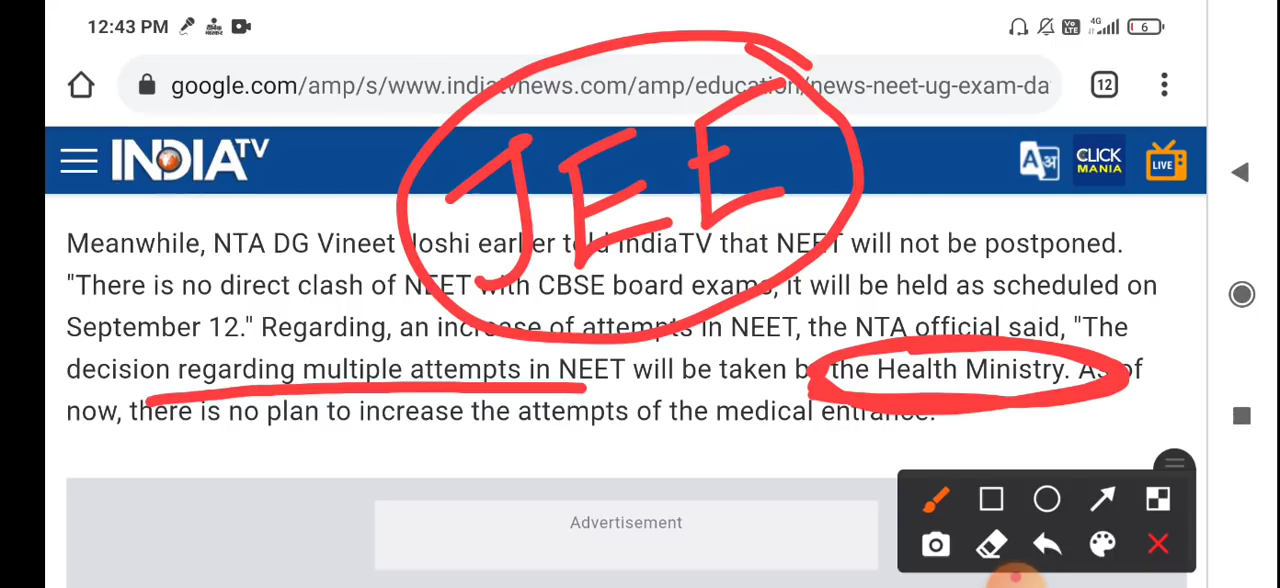 12:43 PM 4G 6
google.com/amp/s/www.indiatvnews.com/amp/education/news-neet-ug-exam-da 12
INDIA TV A अ CLICK MANIA LIVE
JEE
Meanwhile, NTA DG Vineet Joshi earlier told IndiaTV that NEET will not be postponed.
"There is no direct clash of NEET with CBSE board exams, it will be held as scheduled on
September 12." Regarding, an increase of attempts in NEET, the NTA official said, "The
decision regarding multiple attempts in NEET will be taken by the Health Ministry. As of
now, there is no plan to increase the attempts of the medical entrance."
Advertisement